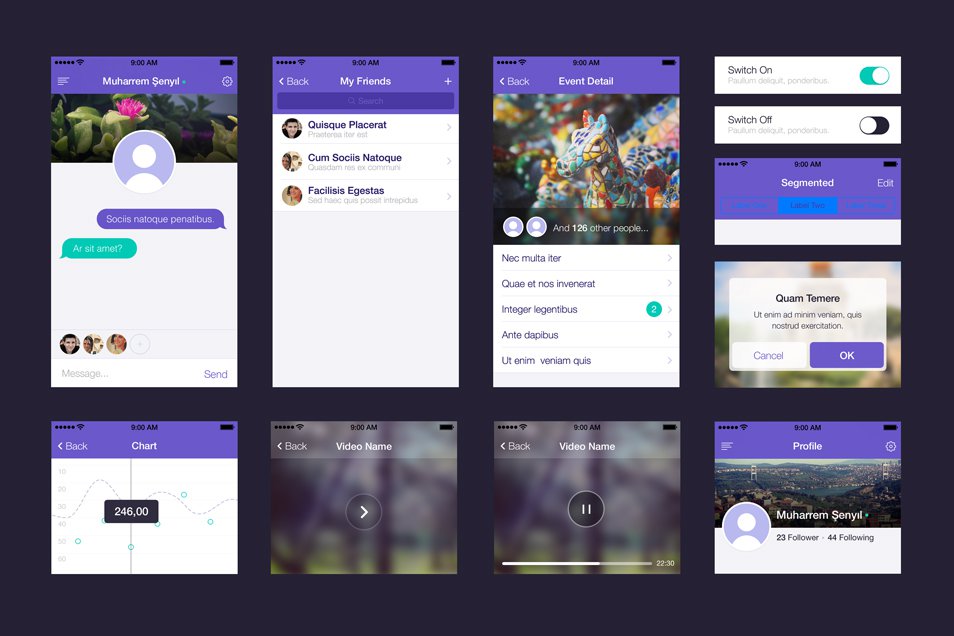 9:00 AM
Muharrem Şenyıl
Sociis natoque penatibus.
Ar sit amet?
Message...
Send
9:00 AM
Back
My Friends
Search
Quisque Placerat
Praeterea iter est
Cum Sociis Natoque
Quasdam res ex communi
Facilisis Egestas
Sed haec quis possit intrepidus
9:00 AM
Back
Event Detail
And 126 other people...
Nec multa iter
Quae et nos invenerat
Integer legentibus
2
Ante dapibus
Ut enim veniam quis
Switch On
Paullum deliquit, ponderibus.
Switch Off
Paullum deliquit, ponderibus.
9:00 AM
Segmented
Edit
Label One
Label Two
Quam Temere
Ut enim ad minim veniam, quis
nostrud exercitation.
Cancel
OK
9:00 AM
Back
Chart
10
20
30
40
50
60
246,00
9:00 AM
Back
Video Name
9:00 AM
Back
Video Name
22:30
9:00 AM
Profile
Muharrem Şenyıl
23 Follower · 44 Following